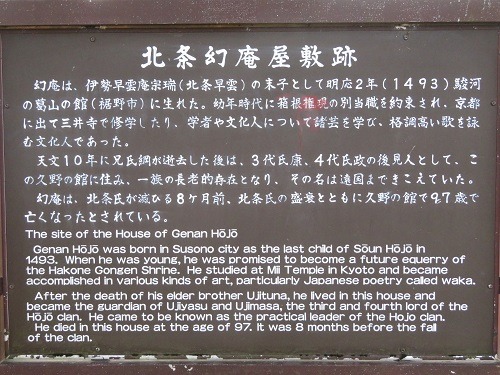 北条幻庵屋敷跡
幻庵は、伊勢早雲庵宗瑞(北条早雲)の末子として明応2年(1493)駿河
の葛山の館(裾野市)に生れた。幼年時代に箱根権現の別当職を約束され、京都
に出て三井寺で修学したり、学者や文化人について諸芸を学び、格調高い歌を詠
む文化人であった。
天文10年に兄氏綱が逝去した後は、3代氏康、4代氏政の後見人として、こ
の久野の館に住み、一族の長老的存在となり、その名は遠国まできこえていた。
幻庵は、北条氏が滅びる8ケ月前、北条氏の盛衰とともに久野の館で97歳で
亡くなったとされている。
The site of the House of Genan Hōjō
Genan Hōjō was born in Susono city as the last child of Sōun Hōjō in
1493. When he was young, he was promised to become a future equerry of
the Hakone Gongen Shrine. He studied at Mii Temple in Kyoto and became
accomplished in various kinds of art, particularly Japanese poetry called waka.
After the death of his elder brother Ujituna, he lived in this house and
became the guardian of Ujiyasu and Ujimasa, the third and fourth lord of the
Hōjō clan. He came to be known as the practical leader of the Hojo clan.
He died in this house at the age of 97. It was 8 months before the fall
of the clan.